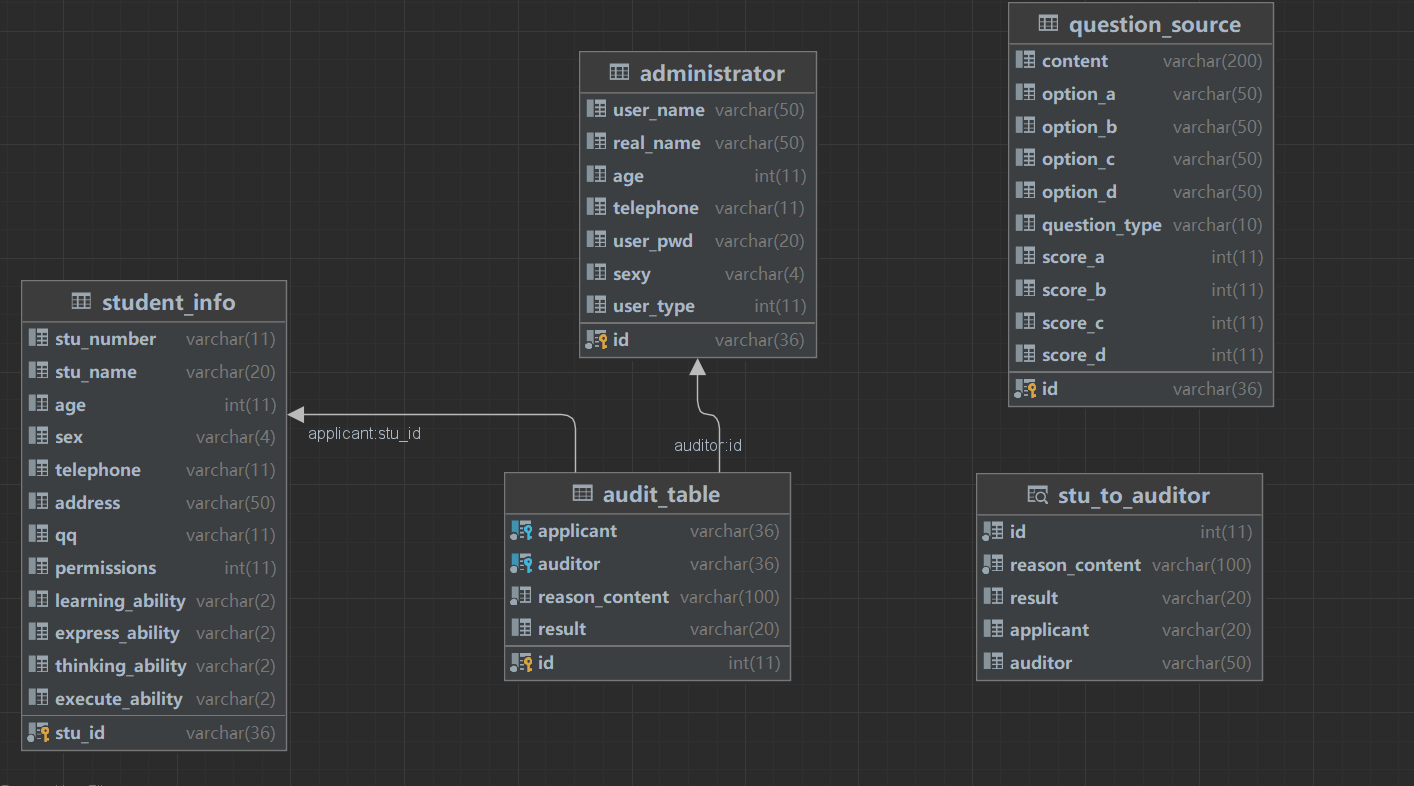 question_source
content varchar(200)
option_a varchar(50)
option_b varchar(50)
option_c varchar(50)
option_d varchar(50)
question_type varchar(10)
score_a int(11)
score_b int(11)
score_c int(11)
score_d int(11)
id varchar(36)
administrator
user_name varchar(50)
real_name varchar(50)
age int(11)
telephone varchar(11)
user_pwd varchar(20)
sexy varchar(4)
user_type int(11)
id varchar(36)
student_info
stu_number varchar(11)
stu_name varchar(20)
age int(11)
sex varchar(4)
telephone varchar(11)
address varchar(50)
qq varchar(11)
permissions int(11)
learning_ability varchar(2)
express_ability varchar(2)
thinking_ability varchar(2)
execute_ability varchar(2)
stu_id varchar(36)
applicant:stu_id
auditor:id
audit_table
applicant varchar(36)
auditor varchar(36)
reason_content varchar(100)
result varchar(20)
id int(11)
stu_to_auditor
id int(11)
reason_content varchar(100)
result varchar(20)
applicant varchar(20)
auditor varchar(50)